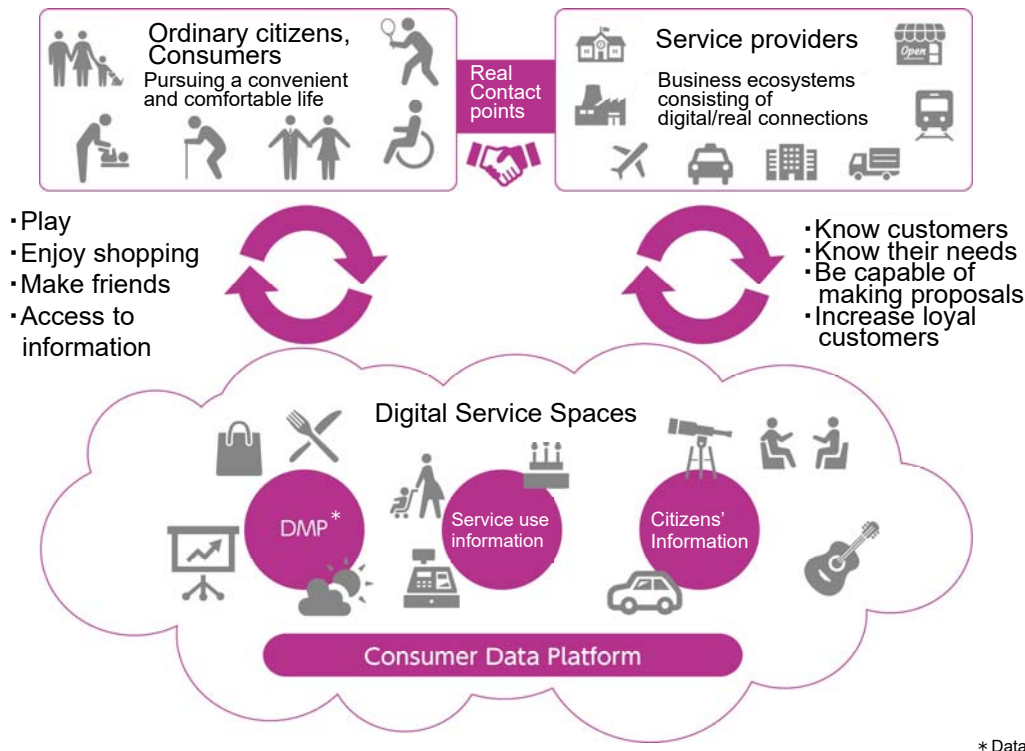 Ordinary citizens,
Consumers
Pursuing a convenient
and comfortable life
Real
Contact
points
Service providers
Business ecosystems
consisting of
digital/real connections
Open
・Play
・Enjoy shopping
・Make friends
・Access to
information
・Know customers
・Know their needs
・Be capable of
making proposals
・Increase loyal
customers
Digital Service Spaces
DMP*
Service use
information
Citizens'
Information
Consumer Data Platform
*Data